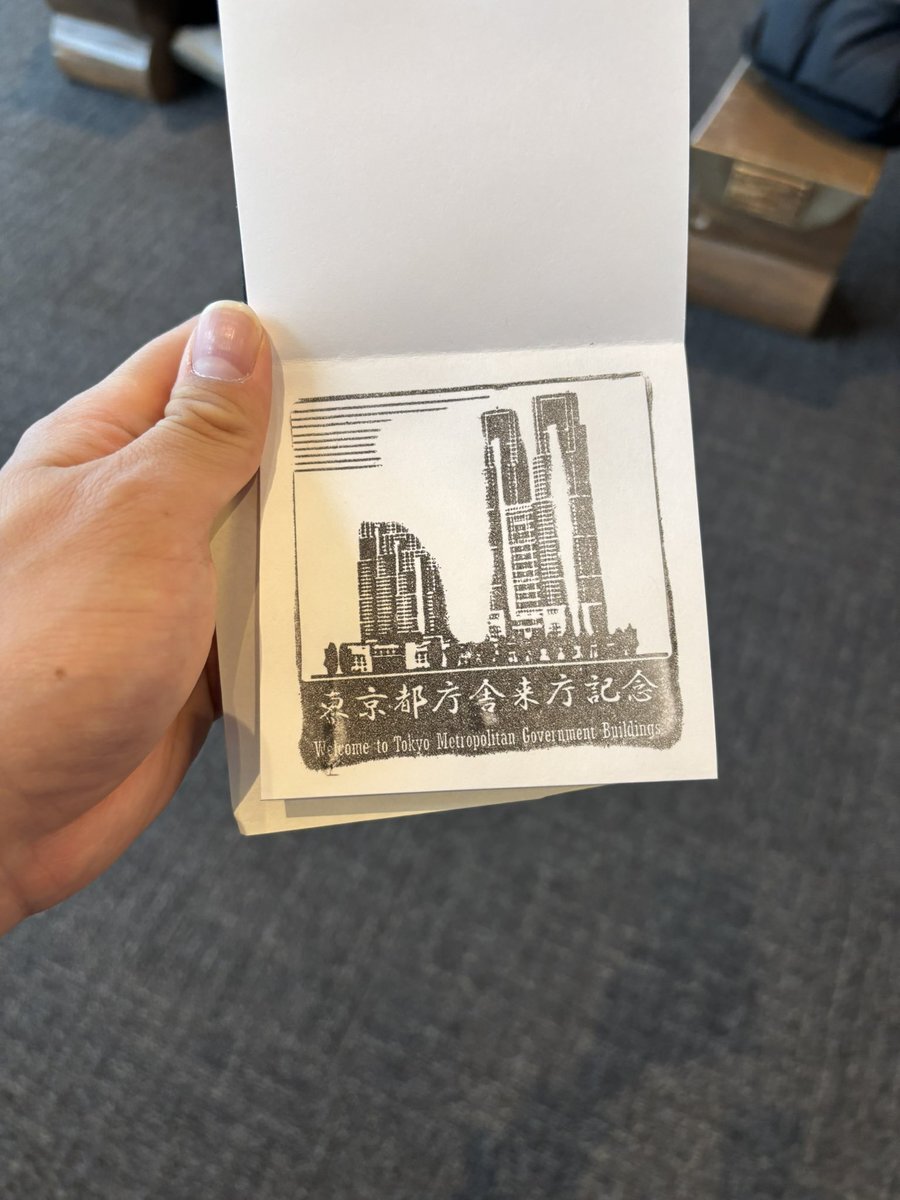 東京都庁舎来庁記念
Welcome to Tokyo Metropolitan Government Buildings